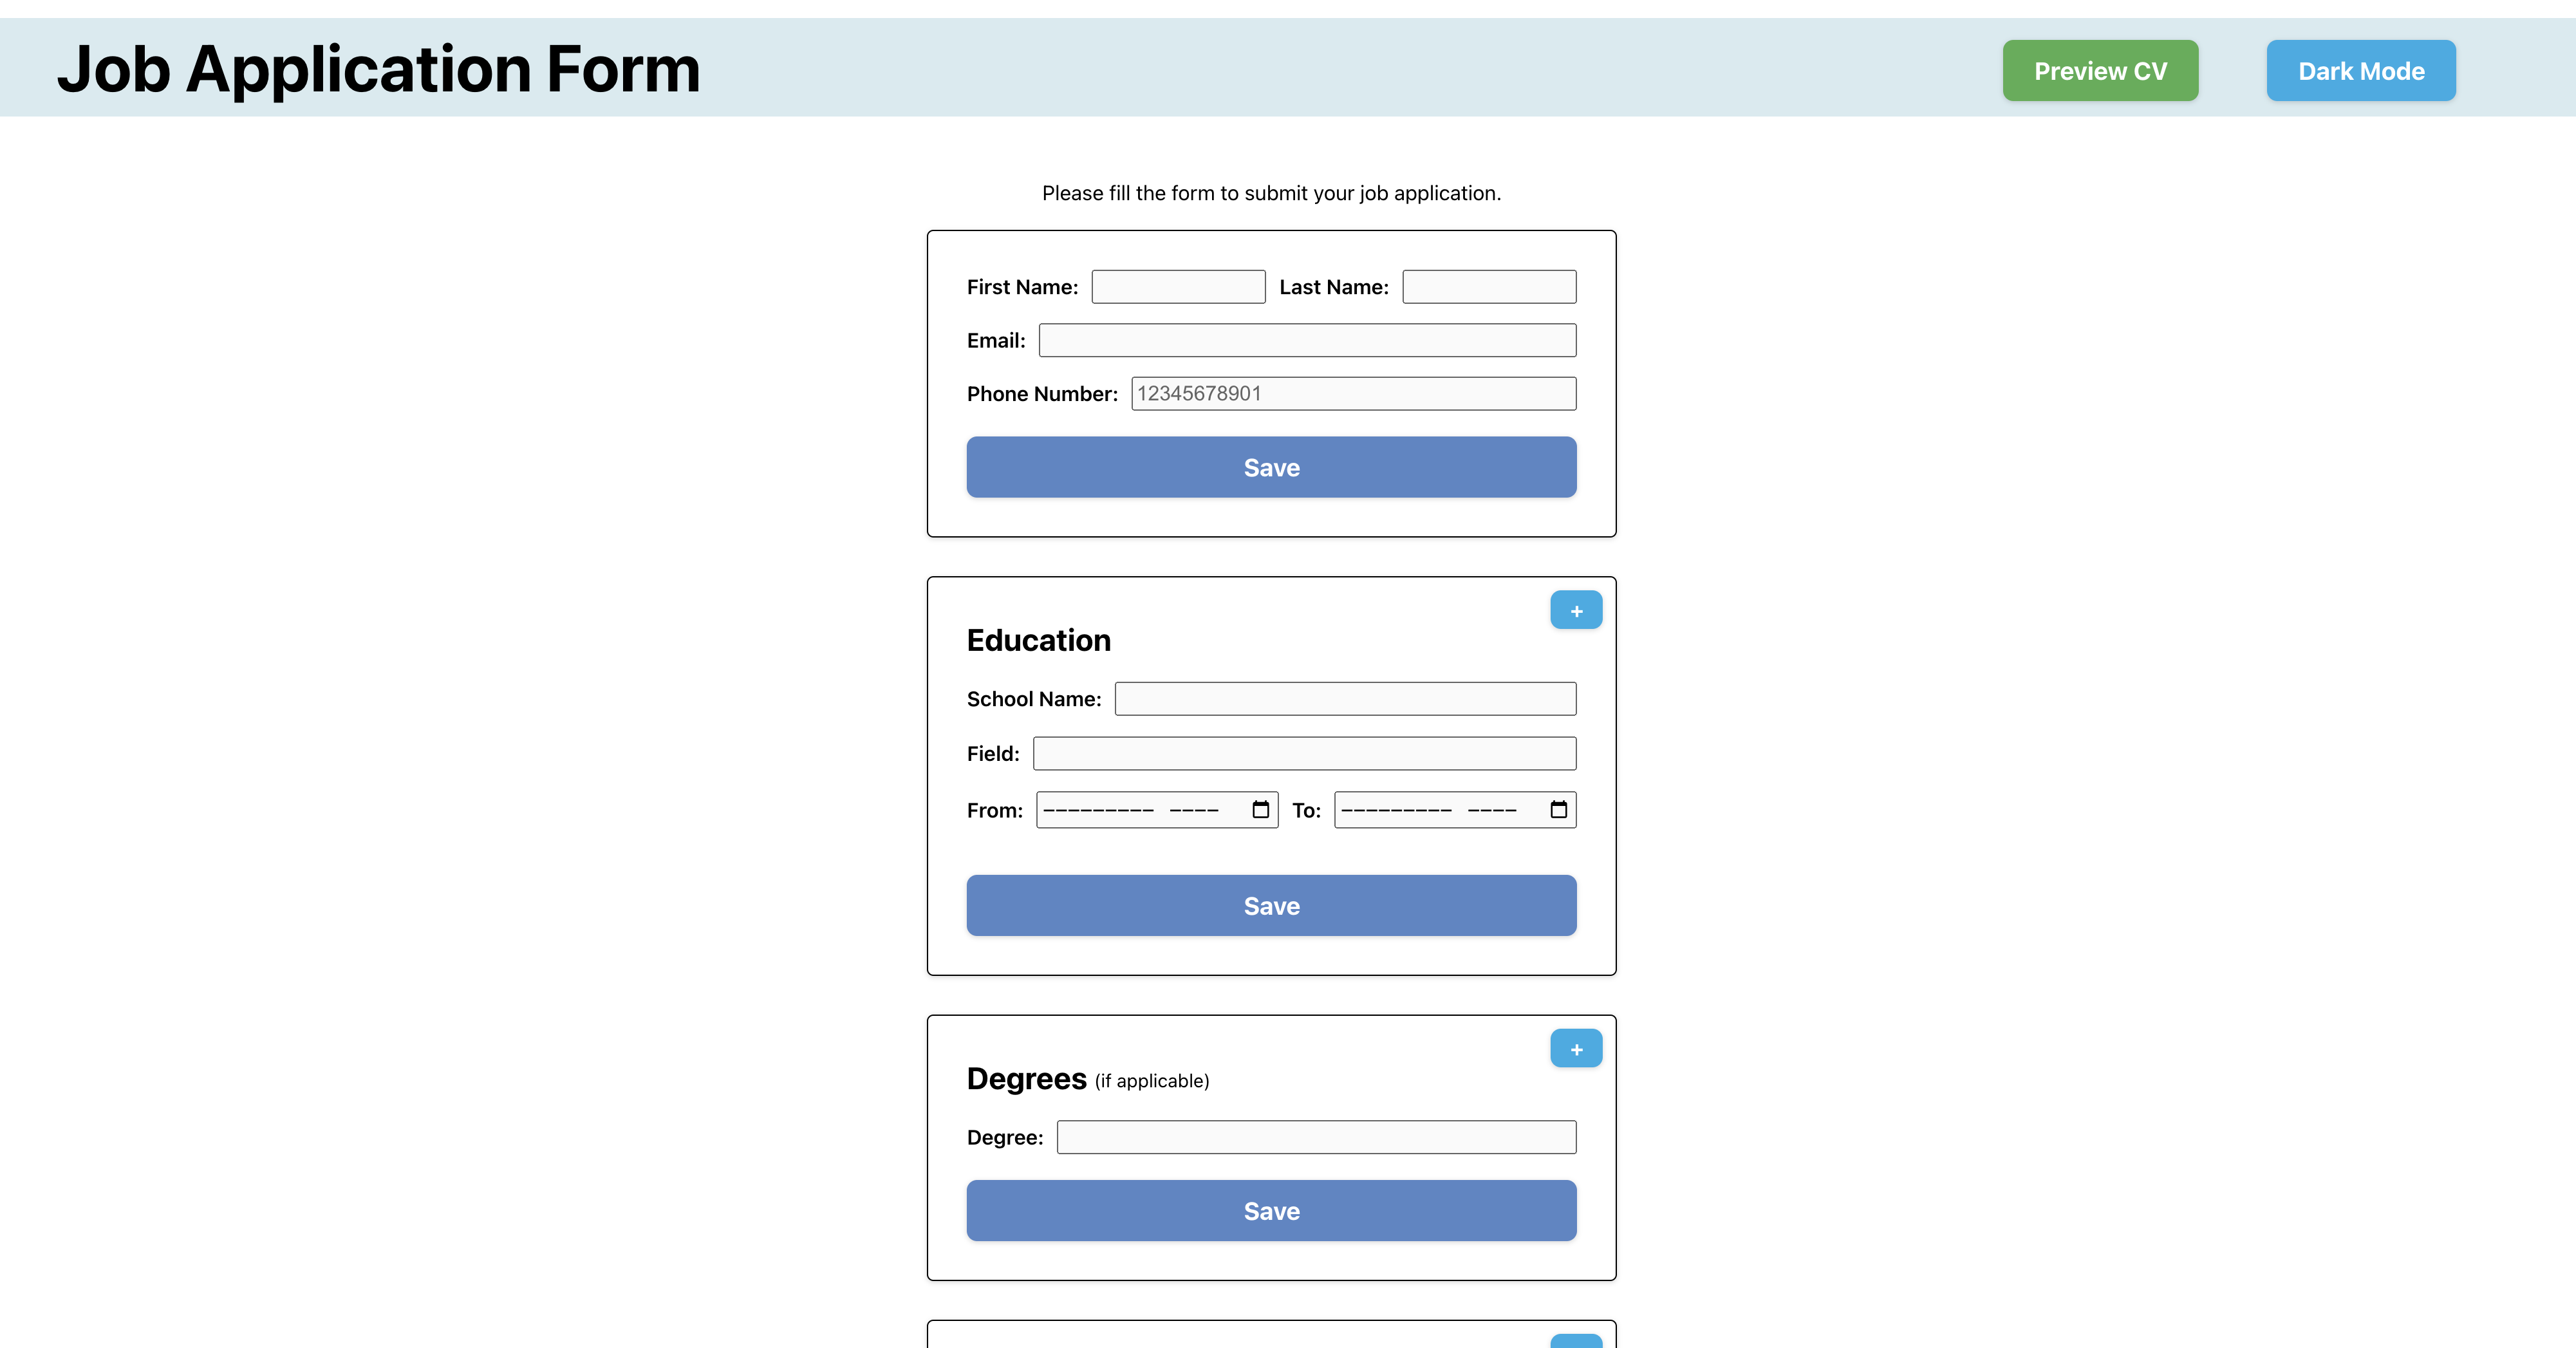 Job Application Form Preview CV Dark Mode
Please fill the form to submit your job application.
First Name: Last Name:
Email:
Phone Number: 12345678901
Save
+
Education
School Name:
Field:
From: --------- ---- To: --------- ----
Save
+
Degrees (if applicable)
Degree:
Save